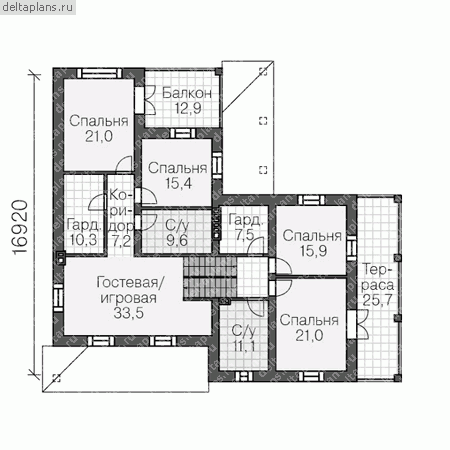 deltaplans.ru
16920
Балкон
12,9
Спальня
21,0
Спальня
15,4
Ко-
ри-
дор
7,2
Гард.
10,3
С/у
9,6
Гард.
7,5
Спальня
15,9
Тер-
раса
25,7
Гостевая/
игровая
33,5
С/у
11,1
Спальня
21,0